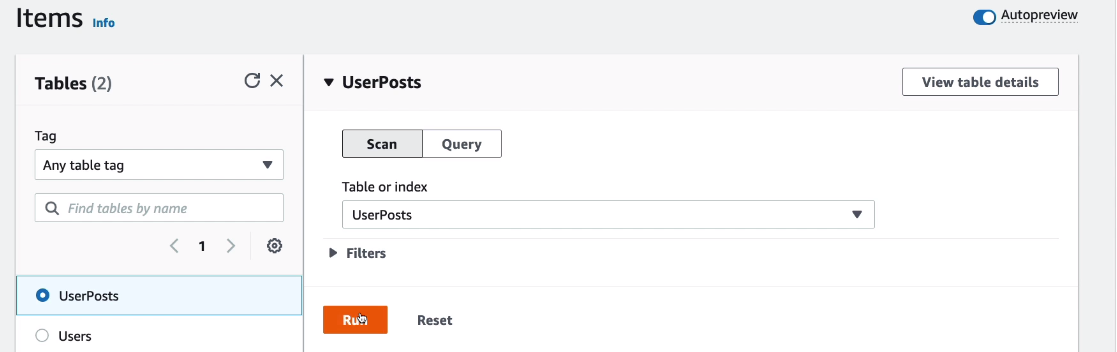 Items Info
Autopreview
Tables (2)
Tag
Any table tag
Find tables by name
1
UserPosts
Users
UserPosts
View table details
Scan Query
Table or index
UserPosts
Filters
Run Reset